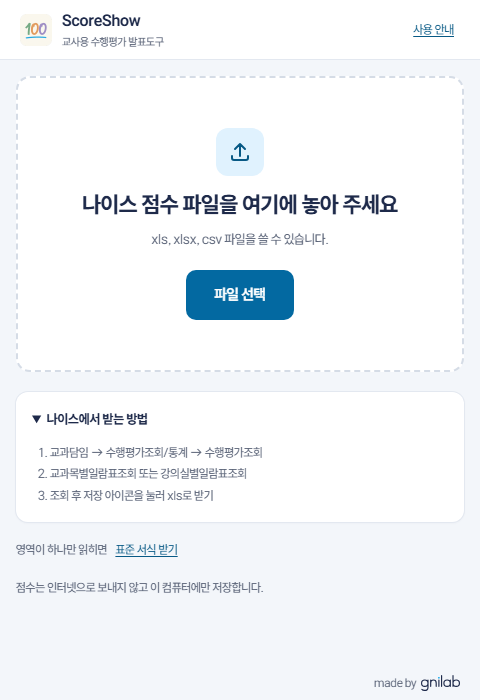 100
ScoreShow
교사용 수행평가 발표도구
사용 안내
나이스 점수 파일을 여기에 놓아 주세요
xls, xlsx, csv 파일을 쓸 수 있습니다.
파일 선택
▼ 나이스에서 받는 방법
1. 교과담임 → 수행평가조회/통계 → 수행평가조회
2. 교과목별일람표조회 또는 강의실별일람표조회
3. 조회 후 저장 아이콘을 눌러 xls로 받기
영역이 하나만 읽히면 표준 서식 받기
점수는 인터넷으로 보내지 않고 이 컴퓨터에만 저장합니다.
made by gnilab